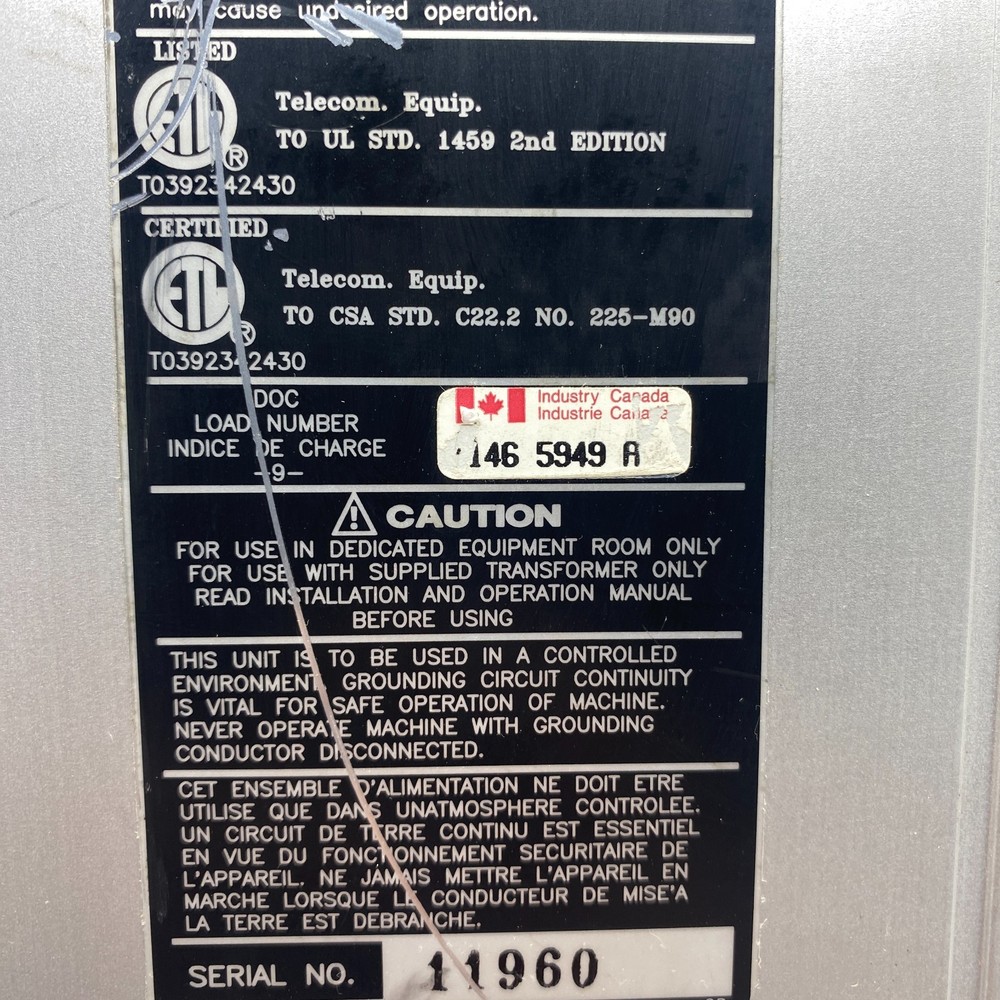 may cause undesired operation.
LISTED
ETL
®
Telecom. Equip.
TO UL STD. 1459 2nd EDITION
T0392342430
CERTIFIED
ETL
®
Telecom. Equip.
TO CSA STD. C22.2 NO. 225-M90
T0392342430
DOC
LOAD NUMBER
INDICE DE CHARGE
-9-
Industry Canada
Industrie Canada
146 5949 A
CAUTION
FOR USE IN DEDICATED EQUIPMENT ROOM ONLY
FOR USE WITH SUPPLIED TRANSFORMER ONLY
READ INSTALLATION AND OPERATION MANUAL
BEFORE USING
THIS UNIT IS TO BE USED IN A CONTROLLED
ENVIRONMENT GROUNDING CIRCUIT CONTINUITY
IS VITAL FOR SAFE OPERATION OF MACHINE.
NEVER OPERATE MACHINE WITH GROUNDING
CONDUCTOR DISCONNECTED.
CET ENSEMBLE D'ALIMENTATION NE DOIT ETRE
UTILISE QUE DANS UNATMOSPHERE CONTROLEE.
UN CIRCUIT DE TERRE CONTINU EST ESSENTIEL
EN VUE DU FONCTIONNEMENT SECURITAIRE DE
L'APPAREIL. NE JAMAIS METTRE L'APPAREIL EN
MARCHE LORSQUE LE CONDUCTEUR DE MISE'A
LA TERRE EST DEBRANCHE.
SERIAL NO. 11960